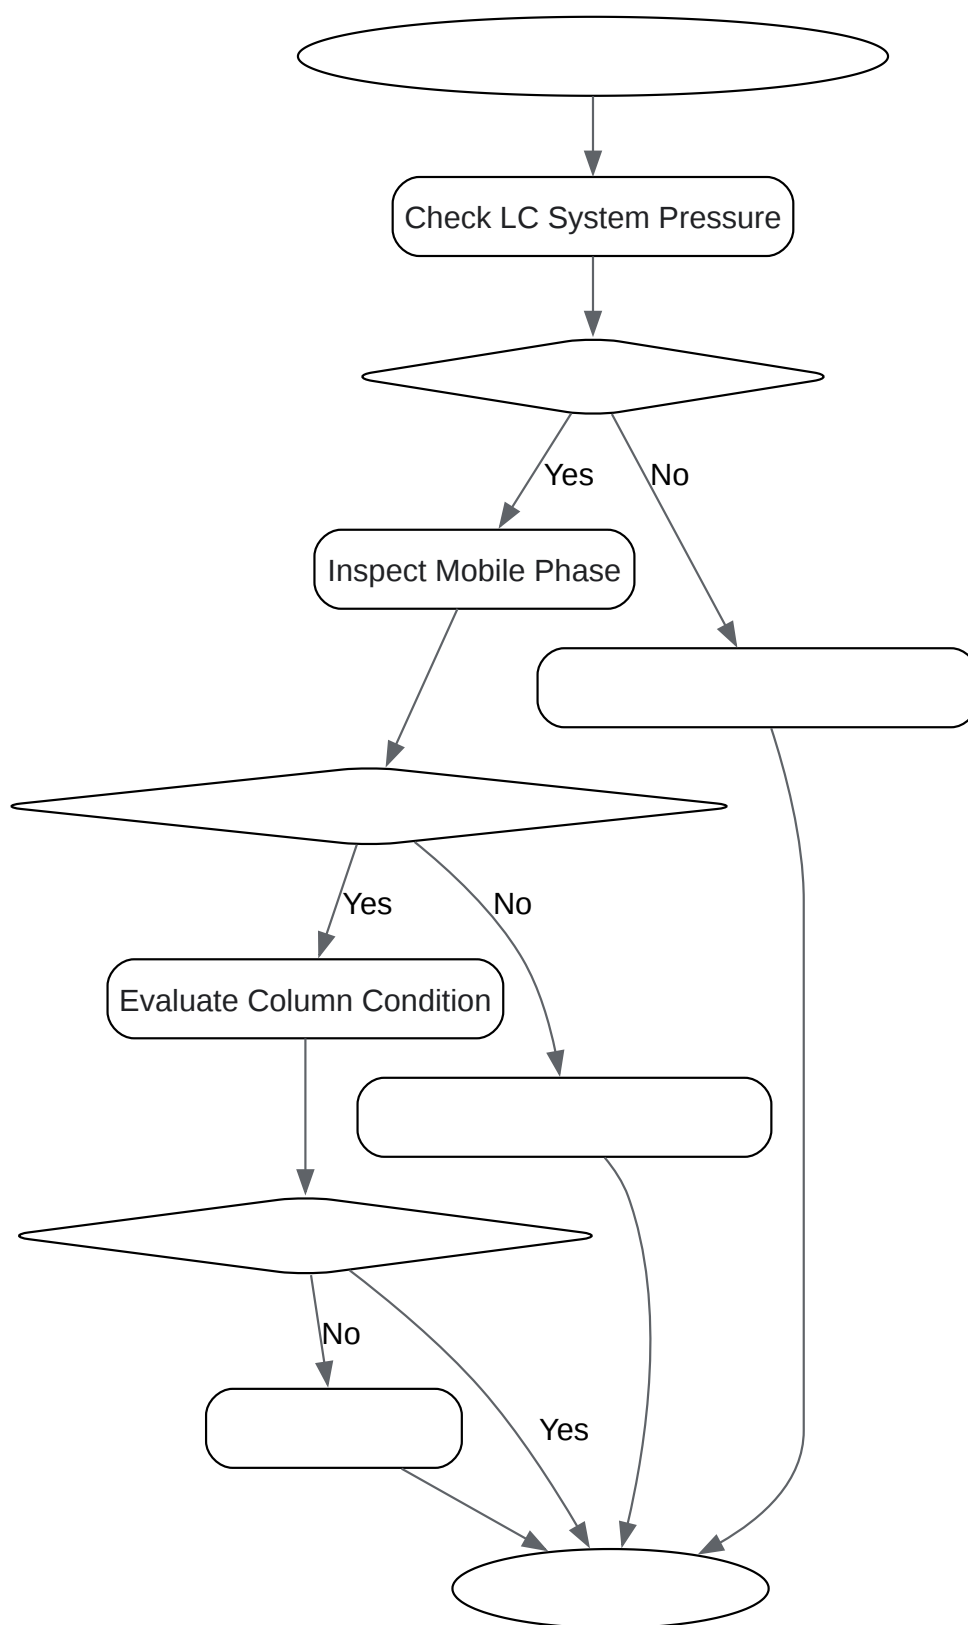 Check LC System Pressure
Yes
No
Inspect Mobile Phase
Yes
No
Evaluate Column Condition
No
Yes